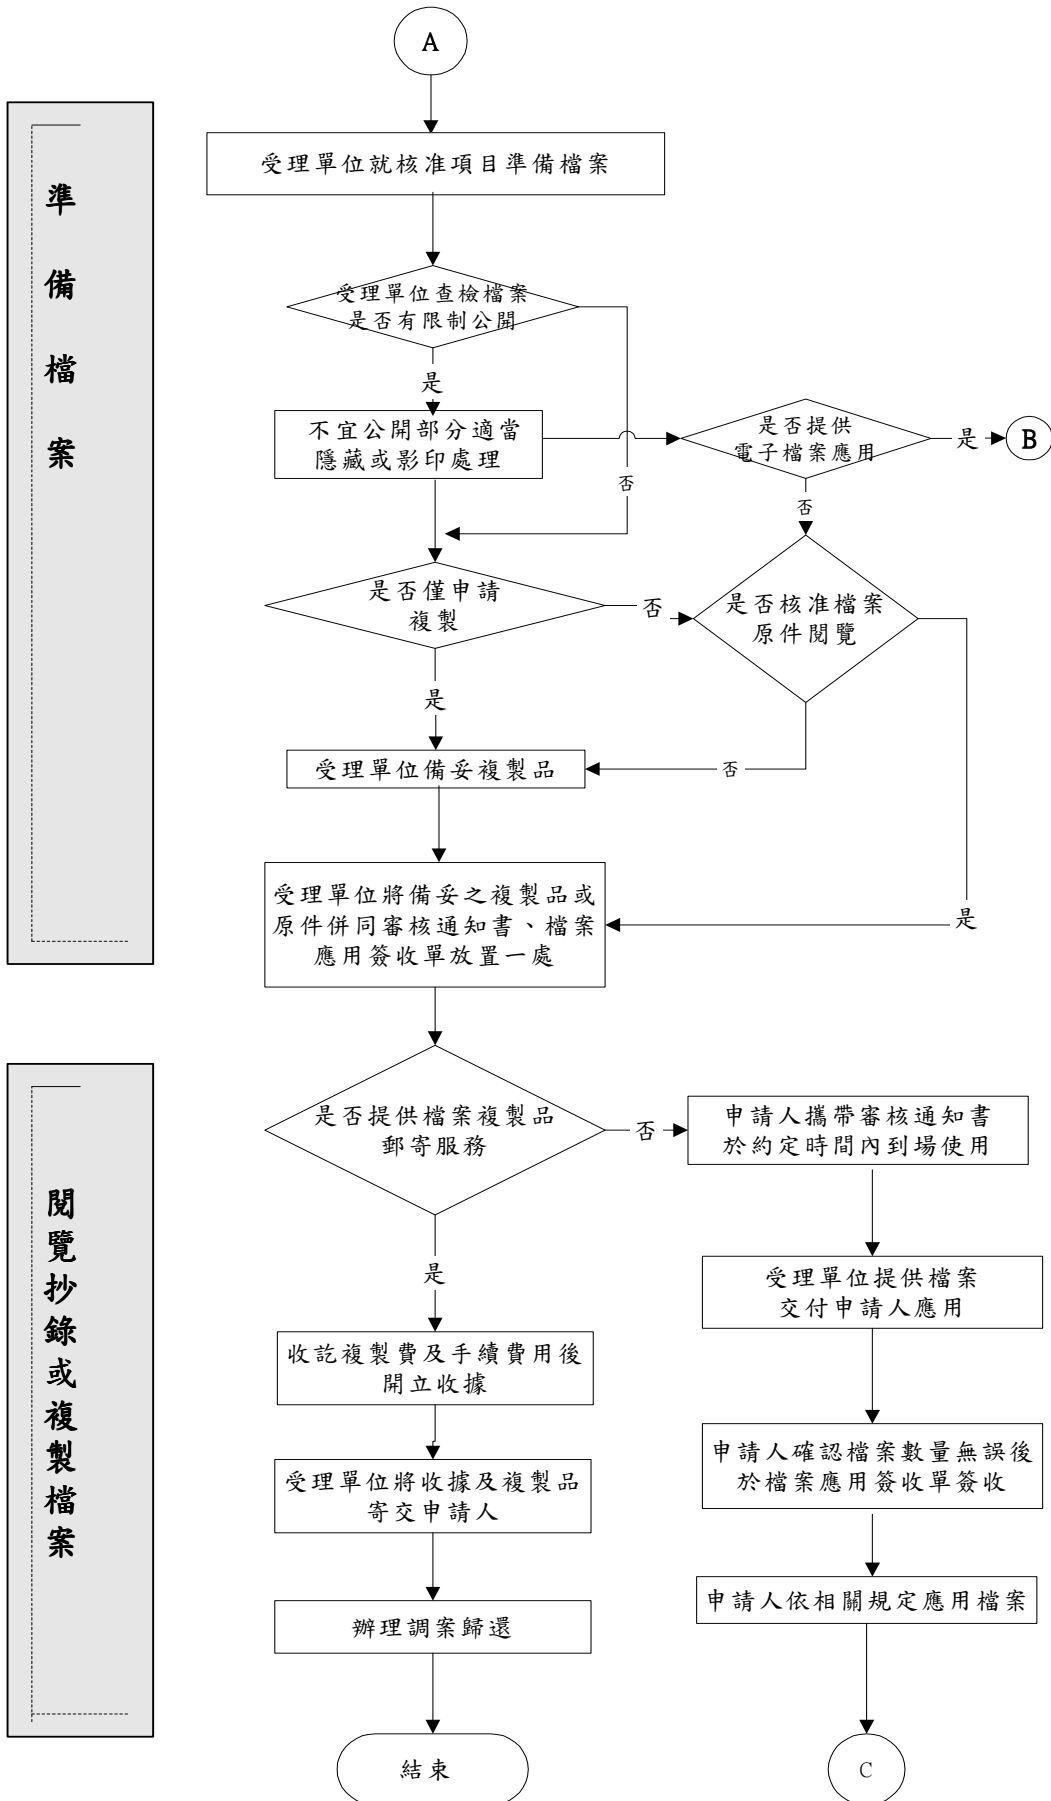 A
準備檔案
受理單位就核准項目準備檔案
受理單位查檢檔案
是否有限制公開
是
否
不宜公開部分適當
隱藏或影印處理
是否提供
電子檔案應用
是
B
否
是否僅申請
複製
否
是否核准檔案
原件閱覽
是
否
是
受理單位備妥複製品
受理單位將備妥之複製品或
原件併同審核通知書、檔案
應用簽收單放置一處
閱覽抄錄或複製檔案
是否提供檔案複製品
郵寄服務
否
申請人攜帶審核通知書
於約定時間內到場使用
是
受理單位提供檔案
交付申請人應用
收訖複製費及手續費用後
開立收據
申請人確認檔案數量無誤後
於檔案應用簽收單簽收
受理單位將收據及複製品
寄交申請人
申請人依相關規定應用檔案
辦理調案歸還
結束
C